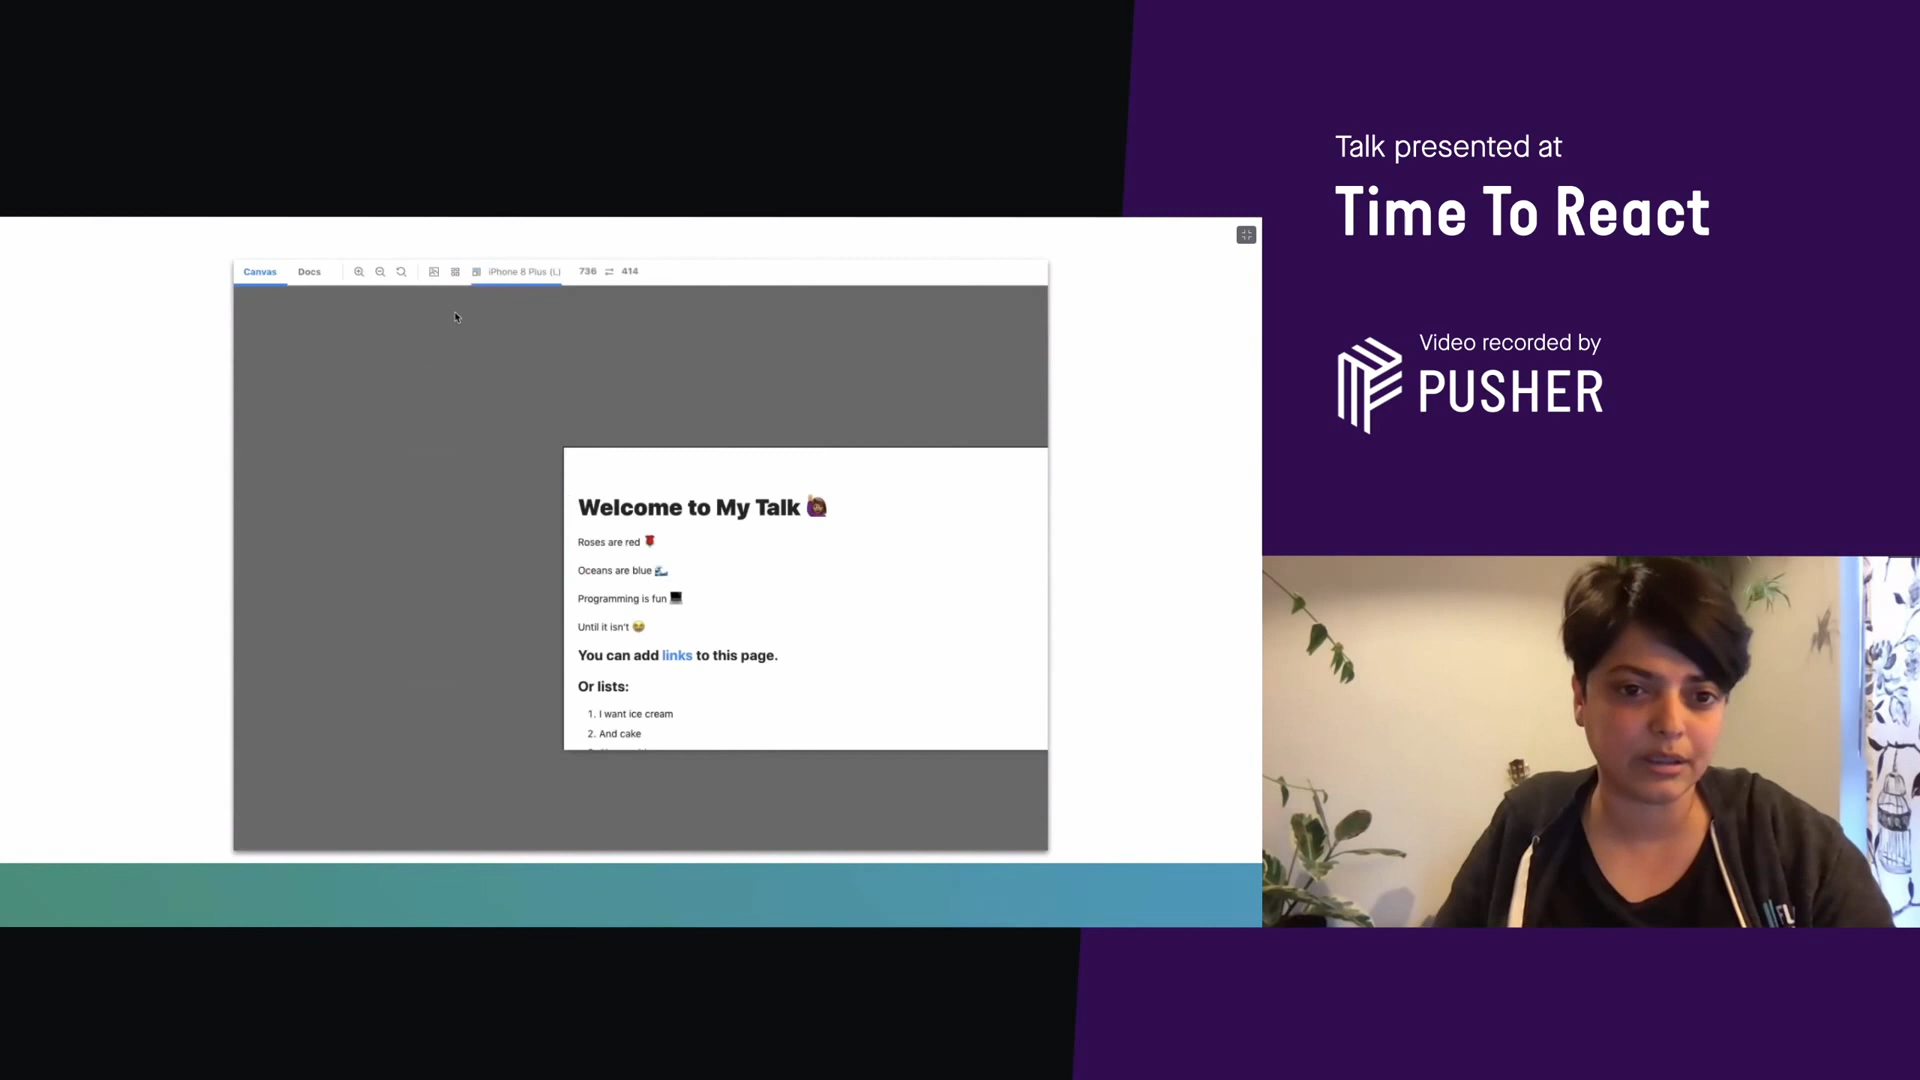 Talk presented at
Time To React
Video recorded by
PUSHER
Canvas Docs iPhone 8 Plus (L) 736 414
Welcome to My Talk 🙋🏽‍♀️
Roses are red 🌹
Oceans are blue 🌊
Programming is fun 💻
Until it isn't 😂
You can add links to this page.
Or lists:
1. I want ice cream
2. And cake